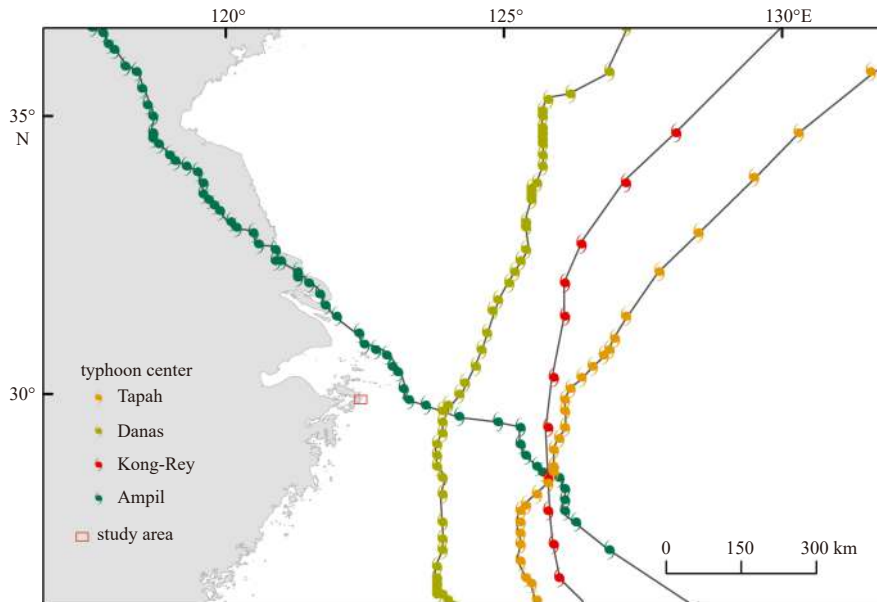 120°
125°
130°E
35°
N
30°
typhoon center
Tapah
Danas
Kong-Rey
Ampil
study area
0
150
300 km